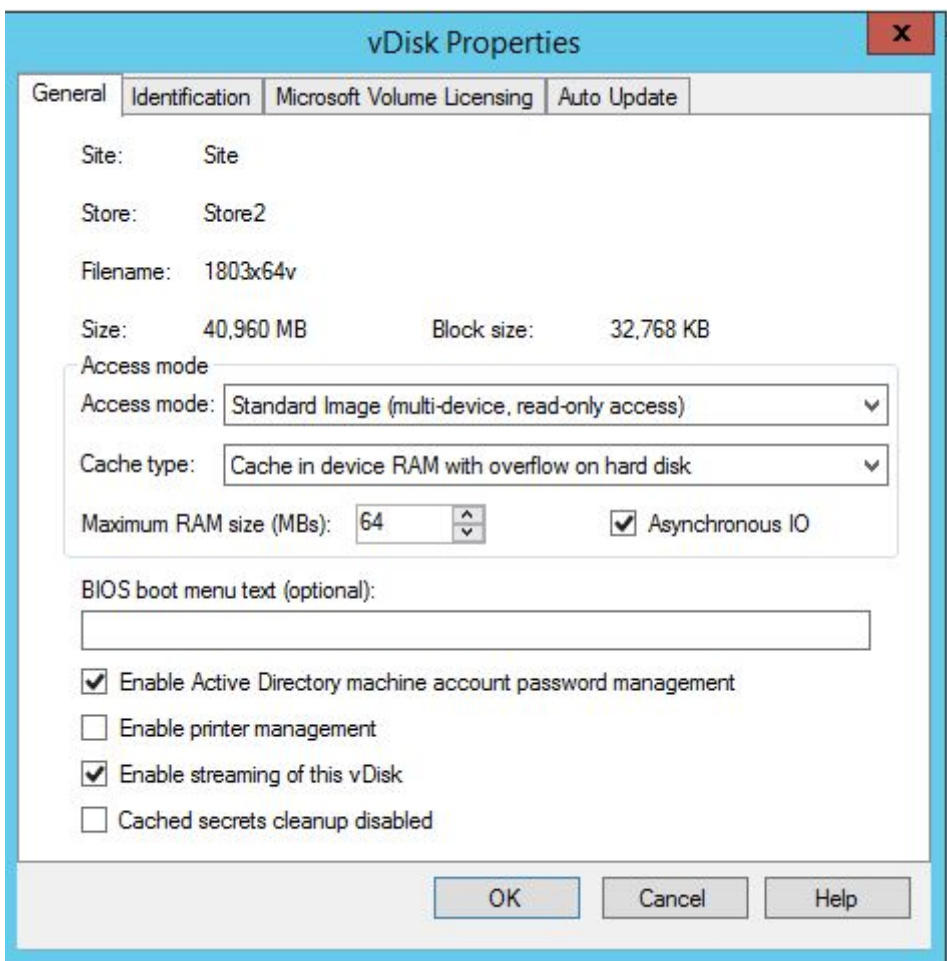 vDisk Properties
x
General Identification Microsoft Volume Licensing Auto Update
Site: Site
Store: Store2
Filename: 1803x64v
Size: 40,960 MB Block size: 32,768 KB
Access mode
Access mode: Standard Image (multi-device, read-only access)
Cache type: Cache in device RAM with overflow on hard disk
Maximum RAM size (MBs): 64 Asynchronous IO
BIOS boot menu text (optional):
Enable Active Directory machine account password management
Enable printer management
Enable streaming of this vDisk
Cached secrets cleanup disabled
OK Cancel Help